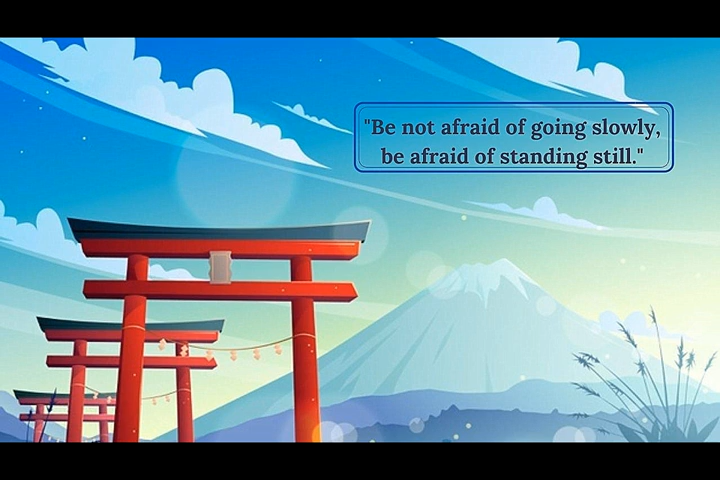 "Be not afraid of going slowly,
be afraid of standing still."